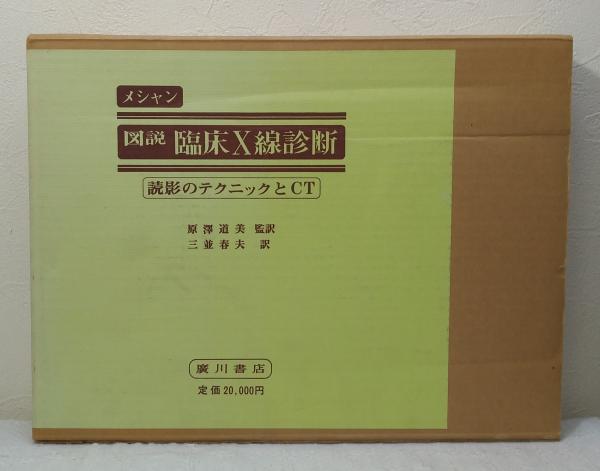 メシャン
図説 臨床X線診断
読影のテクニックとCT
原澤道美 監訳
三並春夫 訳
廣川書店
定価20,000円